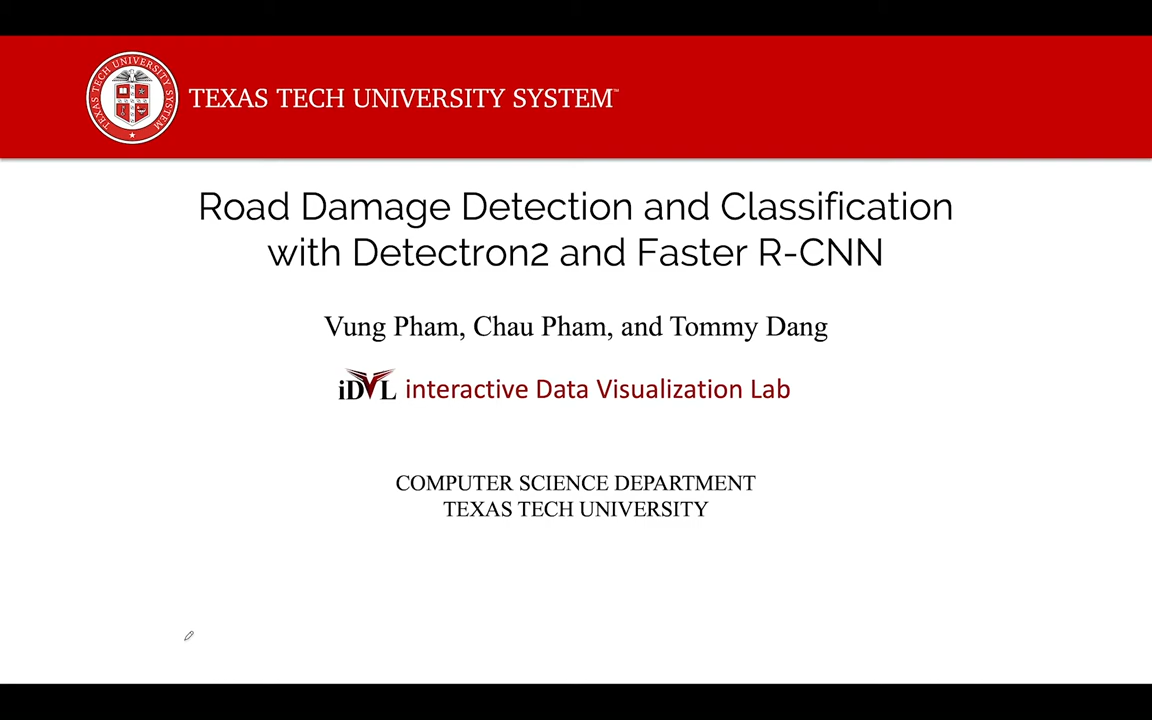 TEXAS TECH UNIVERSITY SYSTEM™
Road Damage Detection and Classification
with Detectron2 and Faster R-CNN
Vung Pham, Chau Pham, and Tommy Dang
iDVL interactive Data Visualization Lab
COMPUTER SCIENCE DEPARTMENT
TEXAS TECH UNIVERSITY